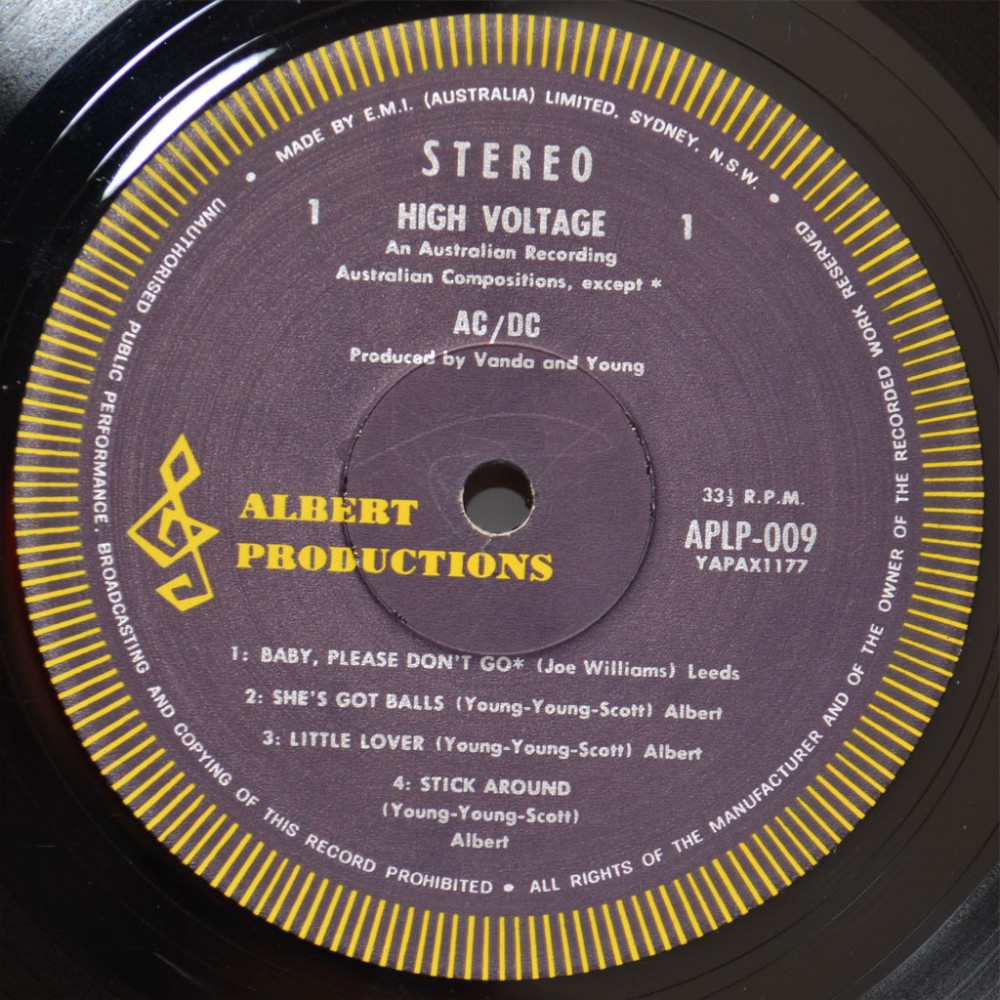 MADE BY E.M.I. (AUSTRALIA) LIMITED, SYDNEY, N.S.W.
STEREO
1 HIGH VOLTAGE 1
An Australian Recording
Australian Compositions, except *
AC/DC
Produced by Vanda and Young
33⅓ R.P.M.
APLP-009
YAPAX1177
ALBERT
PRODUCTIONS
1: BABY, PLEASE DON'T GO* (Joe Williams) Leeds
2: SHE'S GOT BALLS (Young-Young-Scott) Albert
3: LITTLE LOVER (Young-Young-Scott) Albert
4: STICK AROUND
(Young-Young-Scott)
Albert
UNAUTHORISED PUBLIC PERFORMANCE, BROADCASTING AND COPYING OF THIS RECORD PROHIBITED • ALL RIGHTS OF THE MANUFACTURER AND OF THE OWNER OF THE RECORDED WORK RESERVED